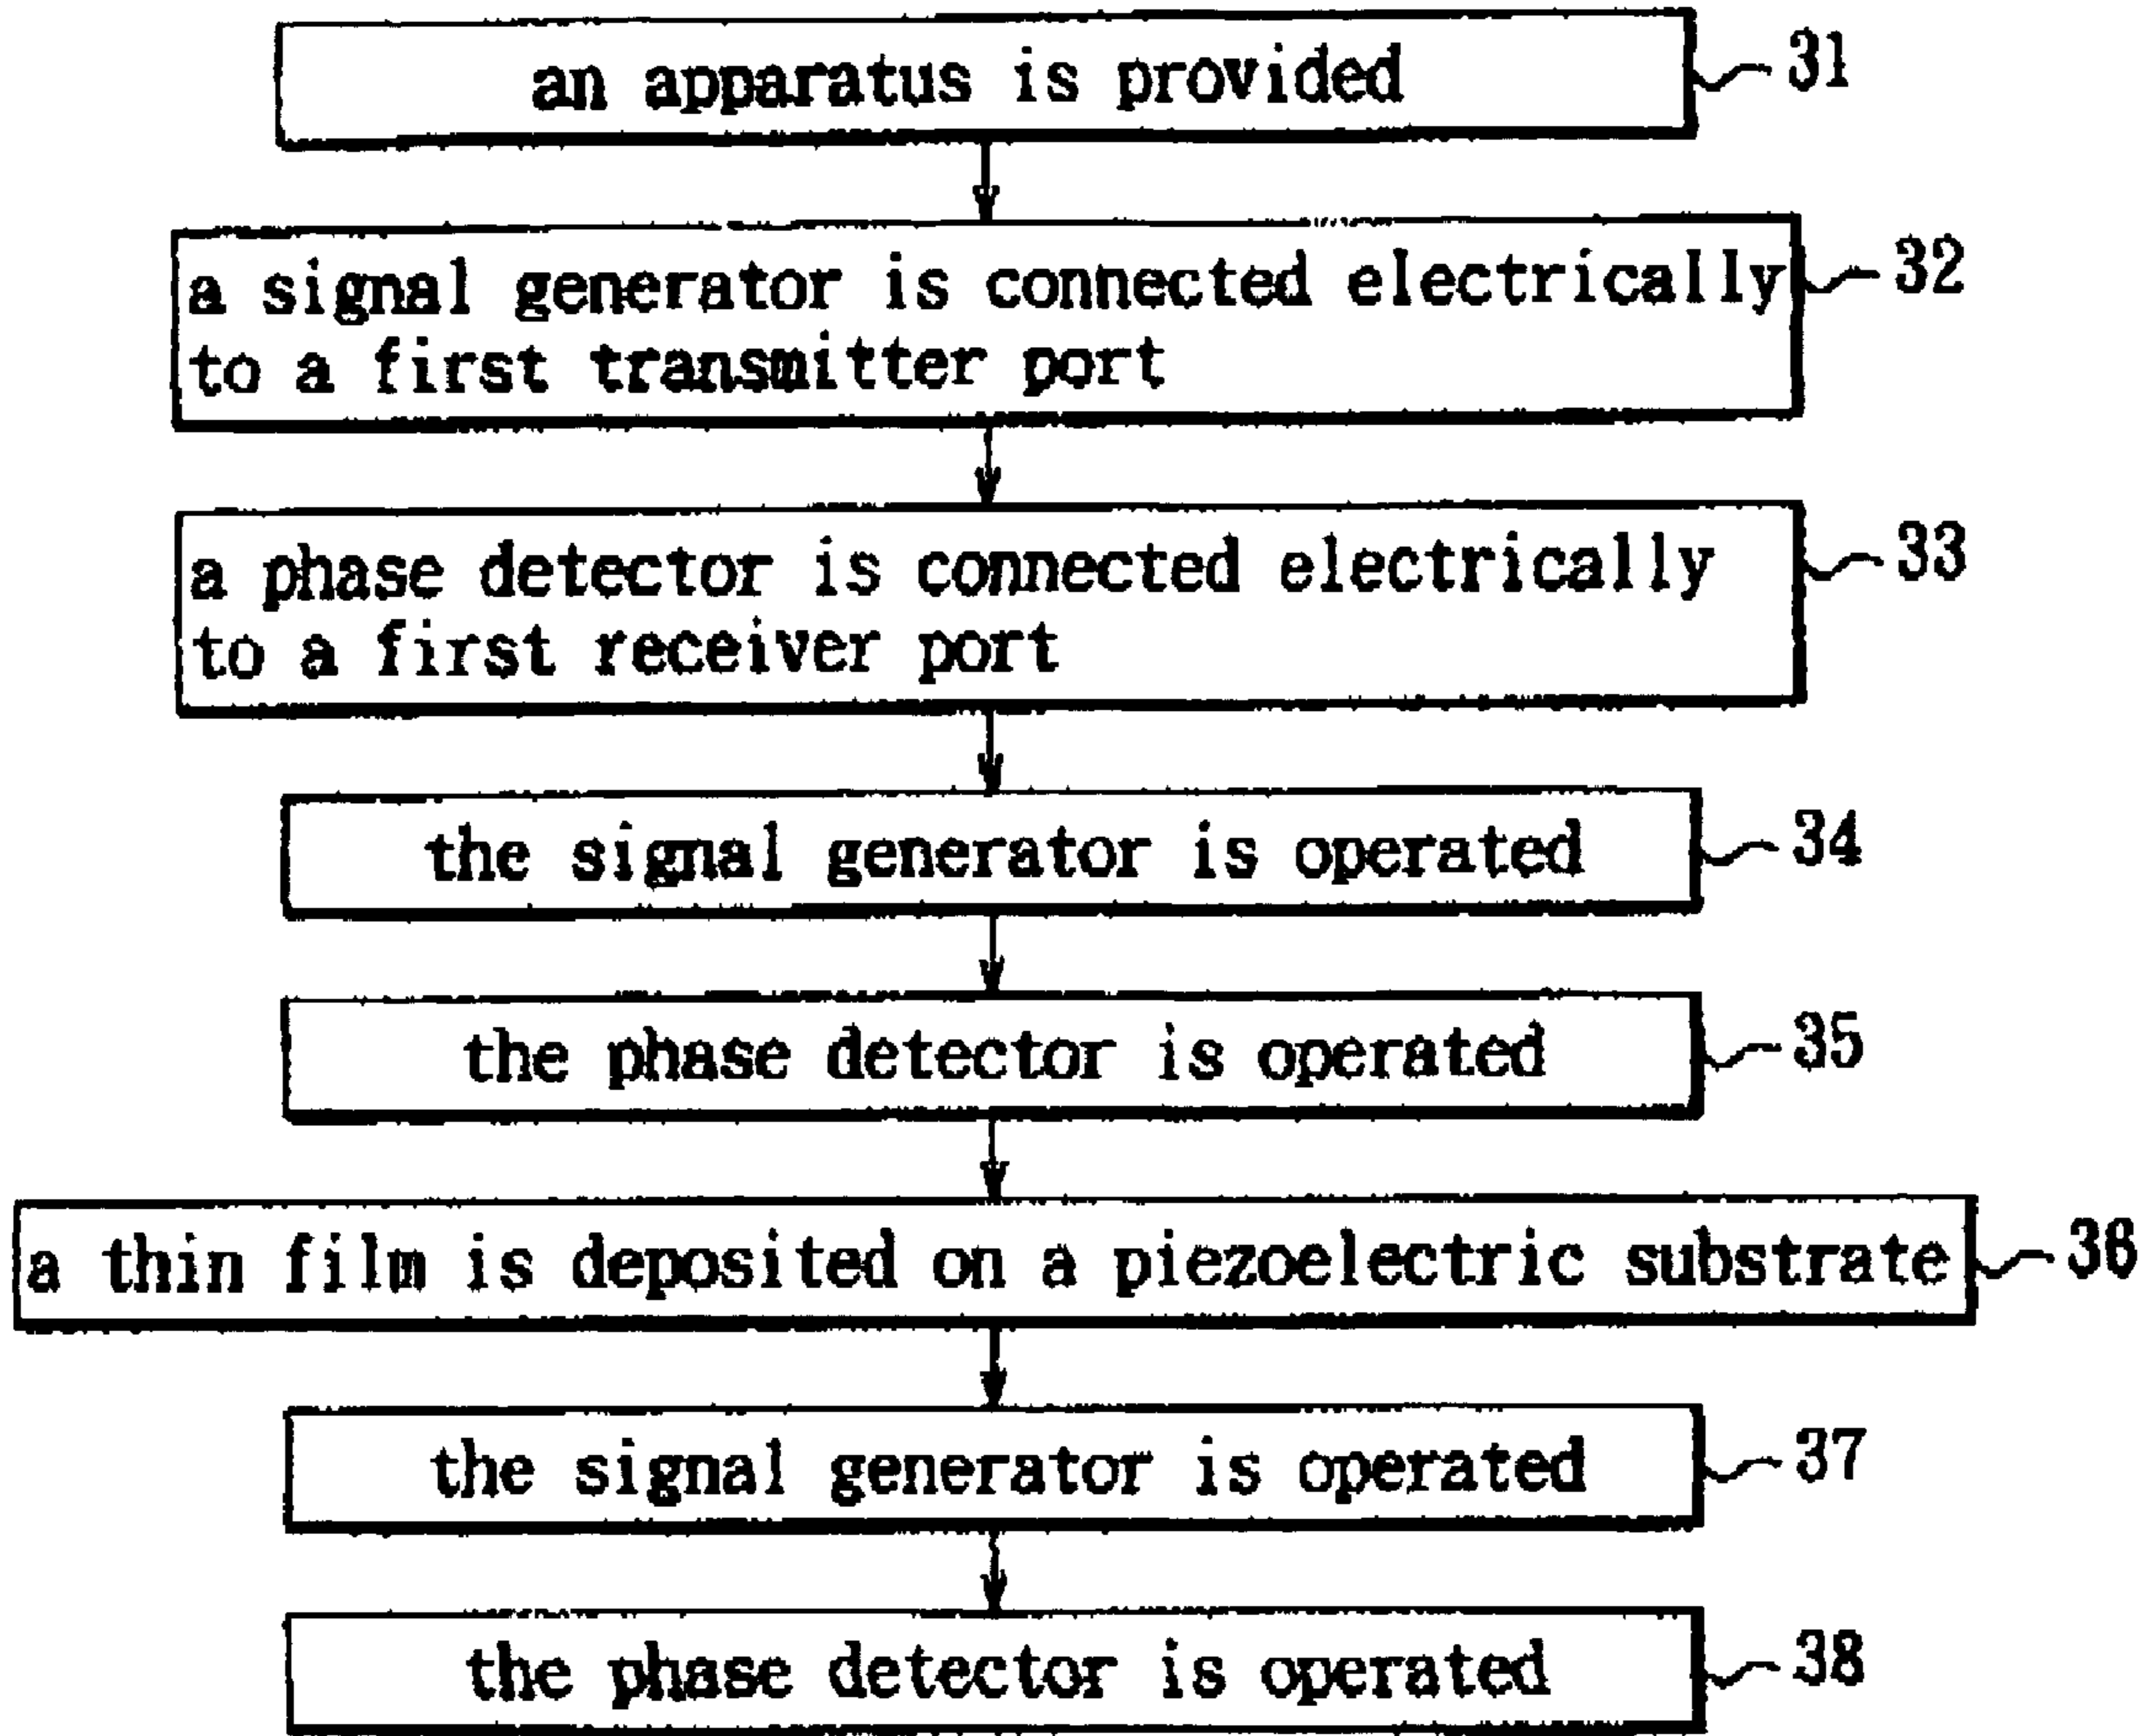 an apparatus is provided 31
a signal generator is connected electrically 32
to a first transmitter port
a phase detector is connected electrically 33
to a first receiver port
the signal generator is operated 34
the phase detector is operated 35
a thin film is deposited on a piezoelectric substrate 36
the signal generator is operated 37
the phase detector is operated 38